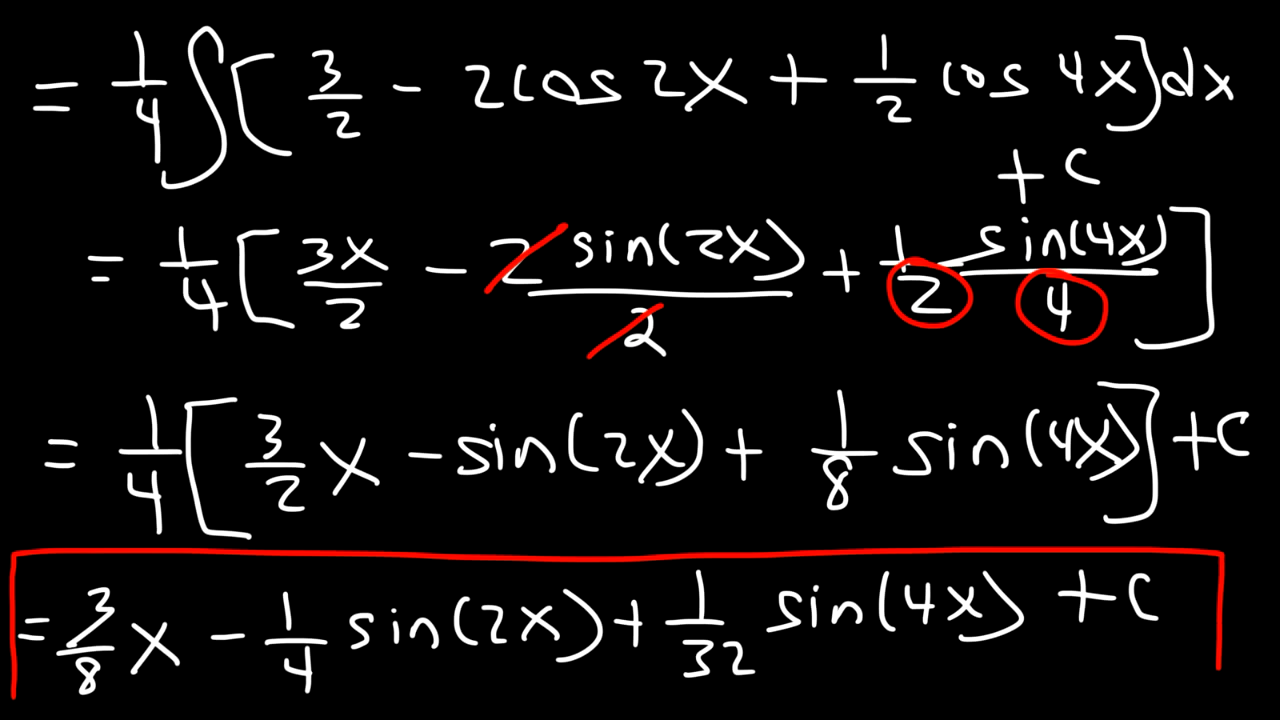 = 1/4 ∫ [ 3/2 - 2cos 2x + 1/2 cos 4x ] dx
+ C
= 1/4 [ 3x/2 - 2 sin(2x)/2 + 1/2 sin(4x)/4 ]
= 1/4 [ 3/2 x - sin(2x) + 1/8 sin(4x) ] + C
= 3/8 x - 1/4 sin(2x) + 1/32 sin(4x) + C